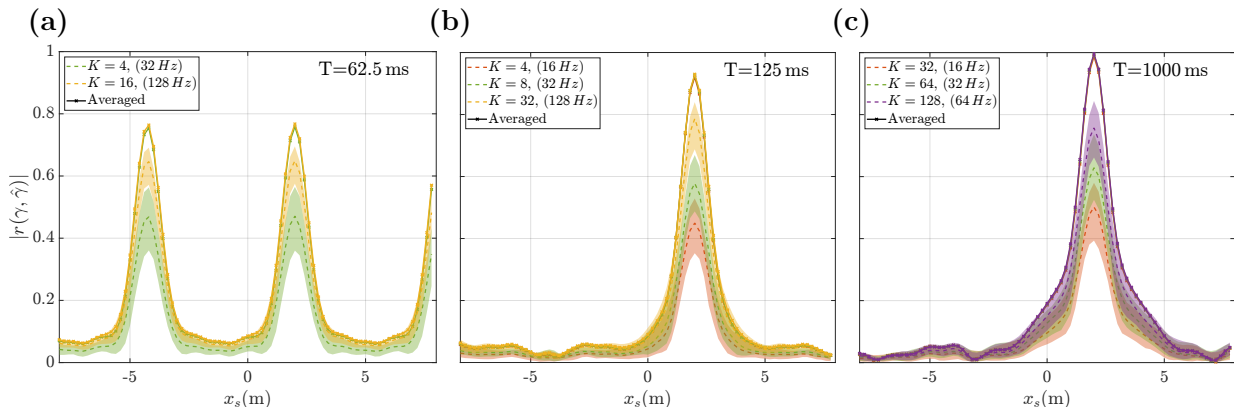 (a)
(b)
(c)
K = 4, (32 Hz)
K = 16, (128 Hz)
Averaged
T=62.5 ms
K = 4, (16 Hz)
K = 8, (32 Hz)
K = 32, (128 Hz)
Averaged
T=125 ms
K = 32, (16 Hz)
K = 64, (32 Hz)
K = 128, (64 Hz)
Averaged
T=1000 ms
1
0.8
0.6
0.4
0.2
0
|r(γ, γ̂)|
-5
0
5
x_s(m)
-5
0
5
x_s(m)
-5
0
5
x_s(m)